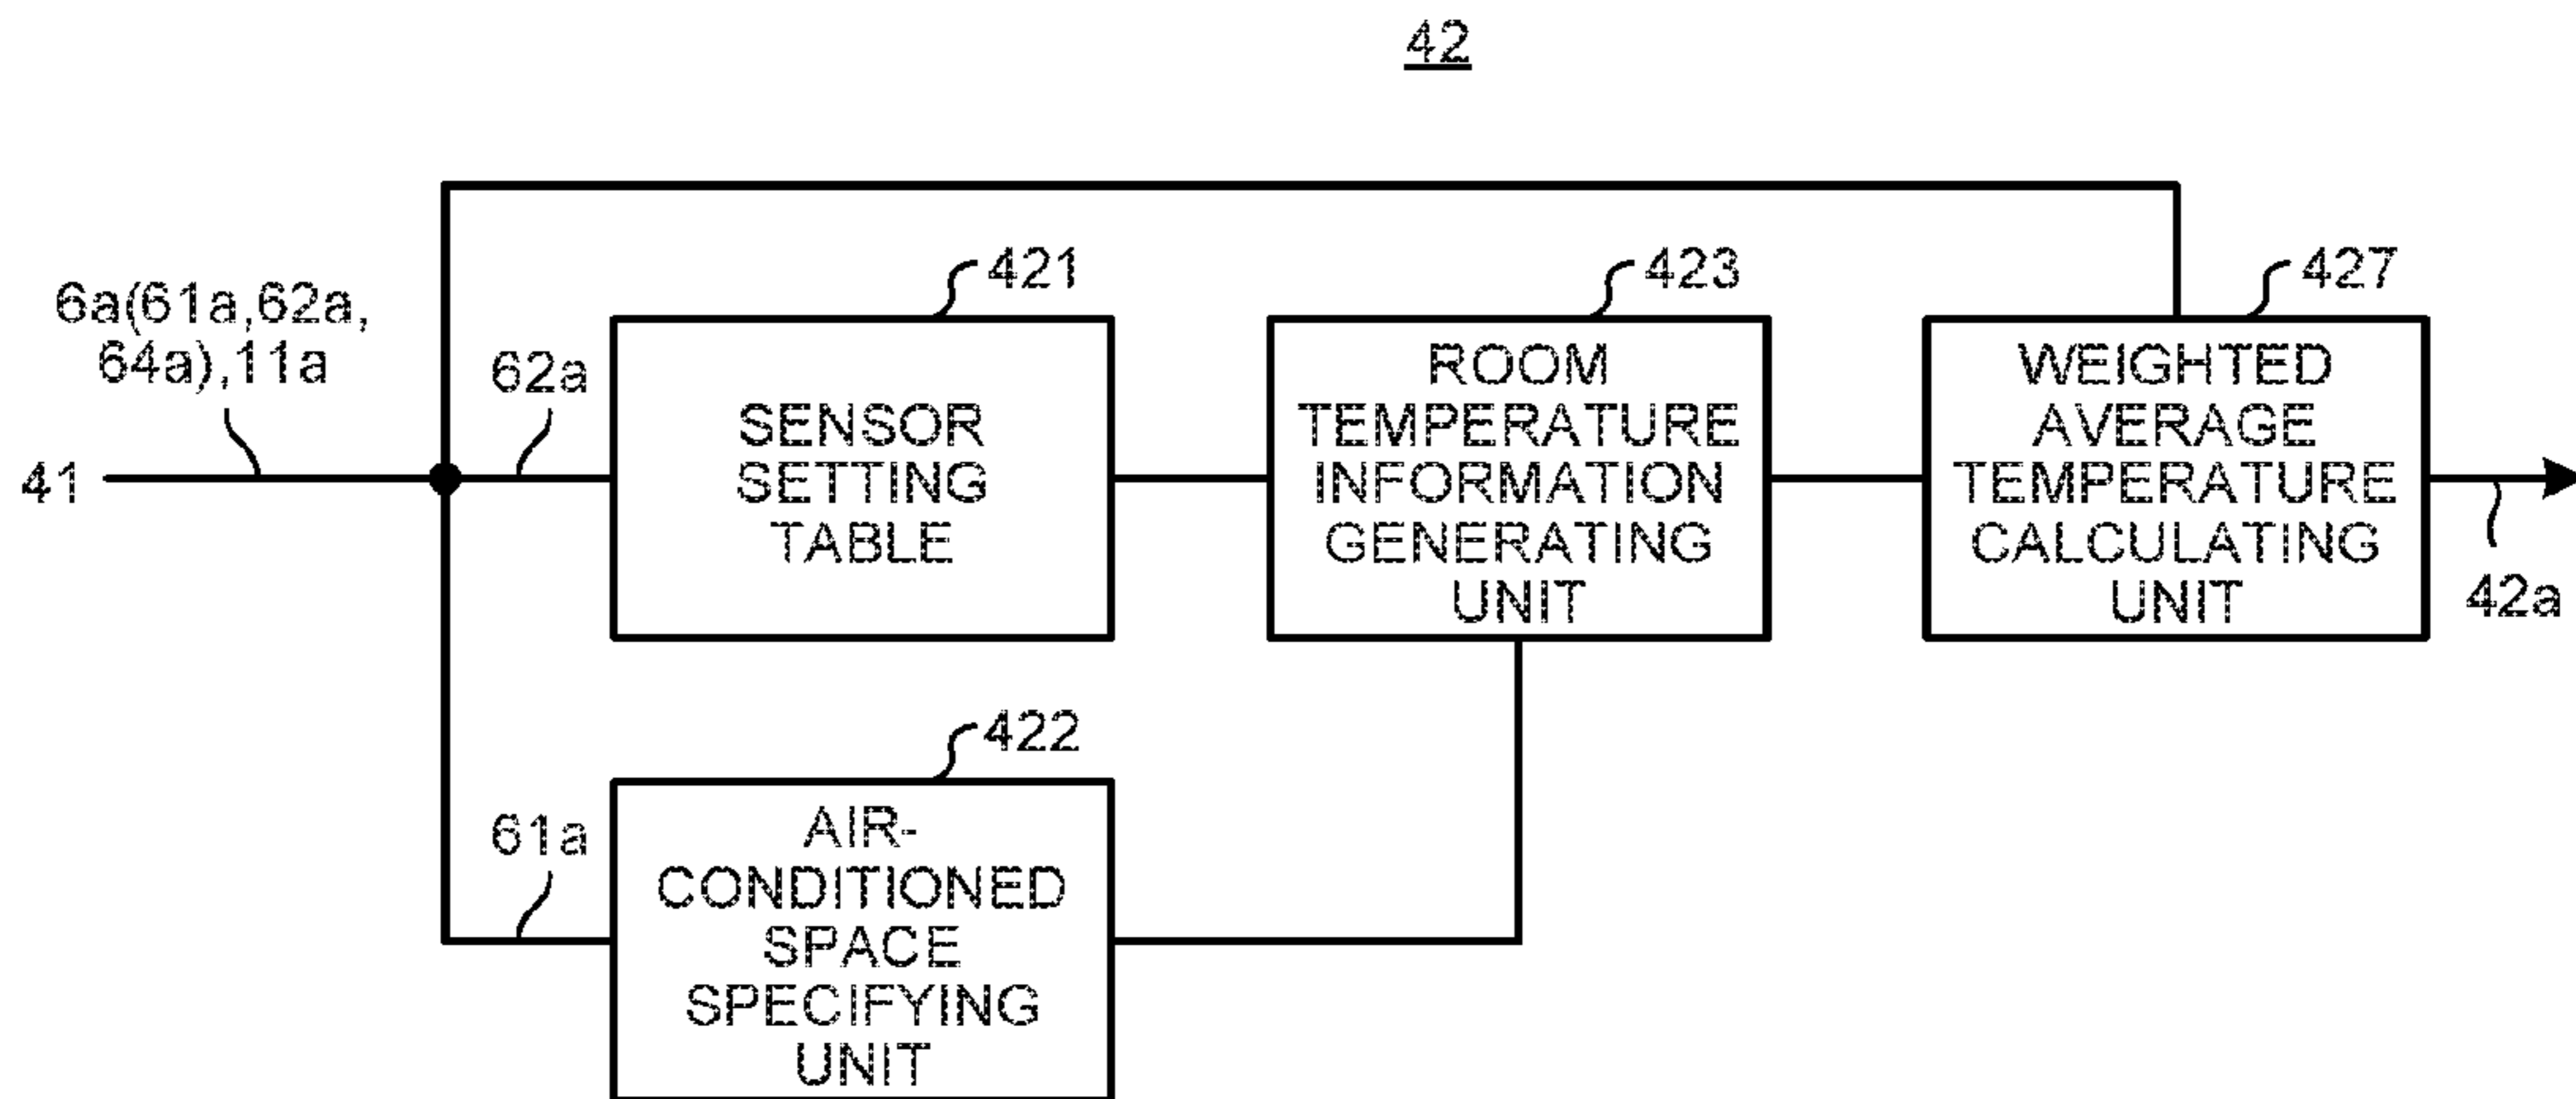 42
6a(61a,62a,
64a),11a
41
62a
421
SENSOR
SETTING
TABLE
423
ROOM
TEMPERATURE
INFORMATION
GENERATING
UNIT
427
WEIGHTED
AVERAGE
TEMPERATURE
CALCULATING
UNIT
42a
61a
422
AIR-
CONDITIONED
SPACE
SPECIFYING
UNIT